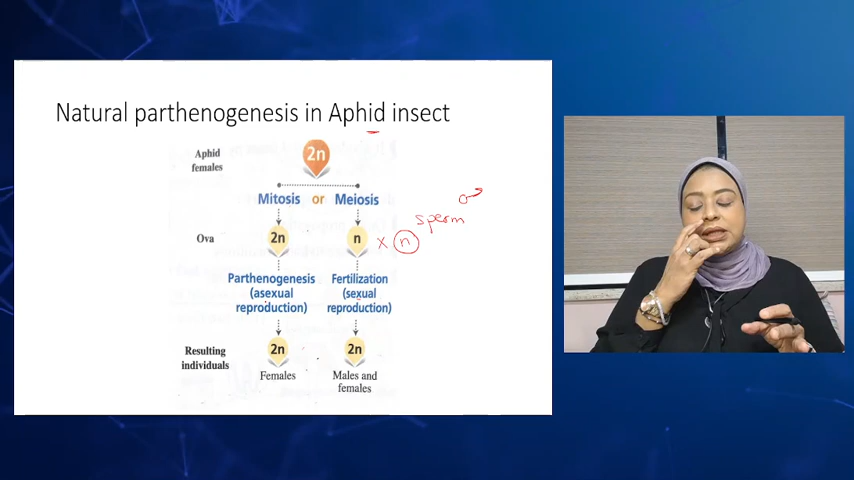 Natural parthenogenesis in Aphid insect
Aphid
females
2n
Mitosis or Meiosis
sperm ♂
Ova
2n
n
x n
Parthenogenesis
(asexual
reproduction)
Fertilization
(sexual
reproduction)
Resulting
individuals
2n
2n
Females
Males and
females